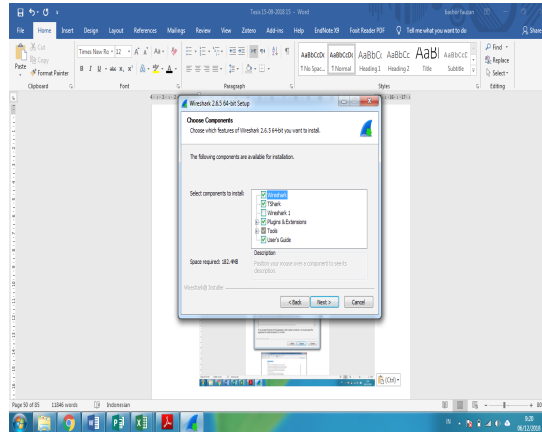 Tesis 15-09-2018 15 - Word
bachtiar fauzan
File Home Insert Design Layout References Mailings Review View Zotero Add-ins Help EndNote X9 Foxit Reader PDF Tell me what you want to do Share
Cut
Copy
Format Painter
Paste
Times New Ro 12
AaBbCcDc AaBbCcDc AaBbCc AaBbCc AaBl AaBbCcC
¶ No Spac... ¶ Normal Heading 1 Heading 2 Title Subtitle
Find
Replace
Select
Clipboard Font Paragraph Styles Editing
Wireshark 2.6.5 64-bit Setup
Choose Components
Choose which features of Wireshark 2.6.5 64-bit you want to install.
The following components are available for installation.
Select components to install:
Wireshark
TShark
Wireshark 1
Plugins & Extensions
Tools
User's Guide
Space required: 182.4MB
Description
Position your mouse over a component to see its
description.
Wireshark® Installer
< Back Next > Cancel
(Ctrl)
Page 50 of 85 11846 words Indonesian
IN
9:20
06/12/2018